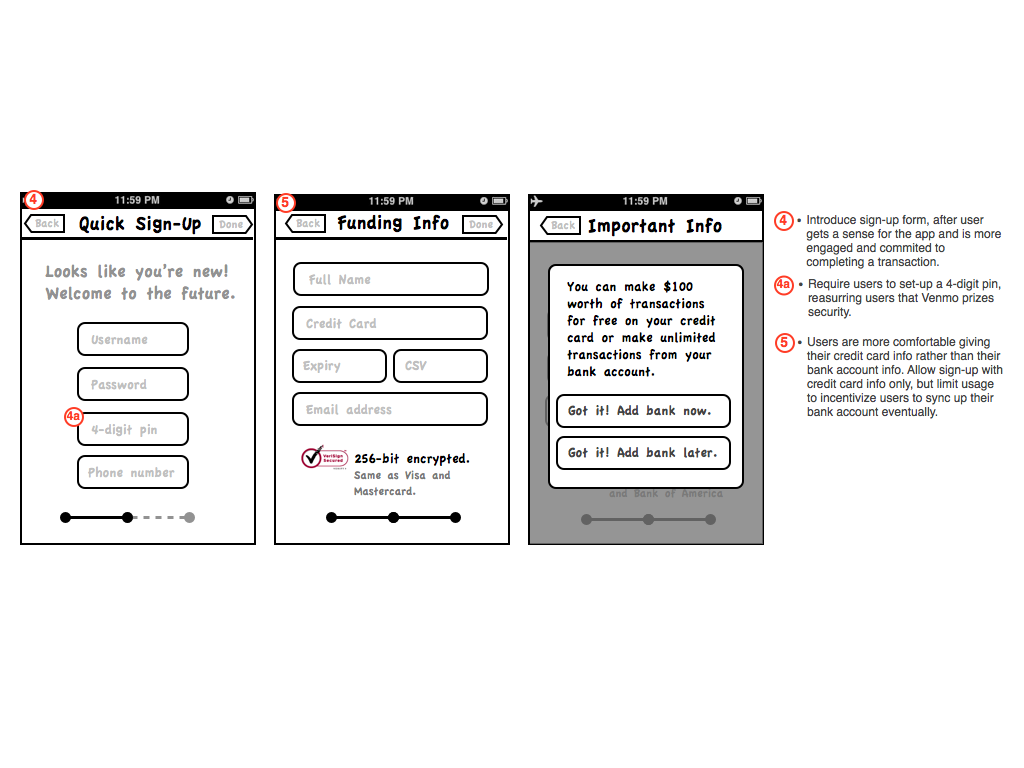 4
11:59 PM
Back
Quick Sign-Up
Done
Looks like you're new!
Welcome to the future.
Username
Password
4a
4-digit pin
Phone number
5
11:59 PM
Back
Funding Info
Done
Full Name
Credit Card
Expiry
CSV
Email address
VeriSign
Secured
256-bit encrypted.
Same as Visa and
Mastercard.
11:59 PM
Back
Important Info
You can make $100
worth of transactions
for free on your credit
card or make unlimited
transactions from your
bank account.
Got it! Add bank now.
Got it! Add bank later.
and Bank of America
4 • Introduce sign-up form, after user
gets a sense for the app and is more
engaged and commited to
completing a transaction.
4a • Require users to set-up a 4-digit pin,
reasurring users that Venmo prizes
security.
5 • Users are more comfortable giving
their credit card info rather than their
bank account info. Allow sign-up with
credit card info only, but limit usage
to incentivize users to sync up their
bank account eventually.